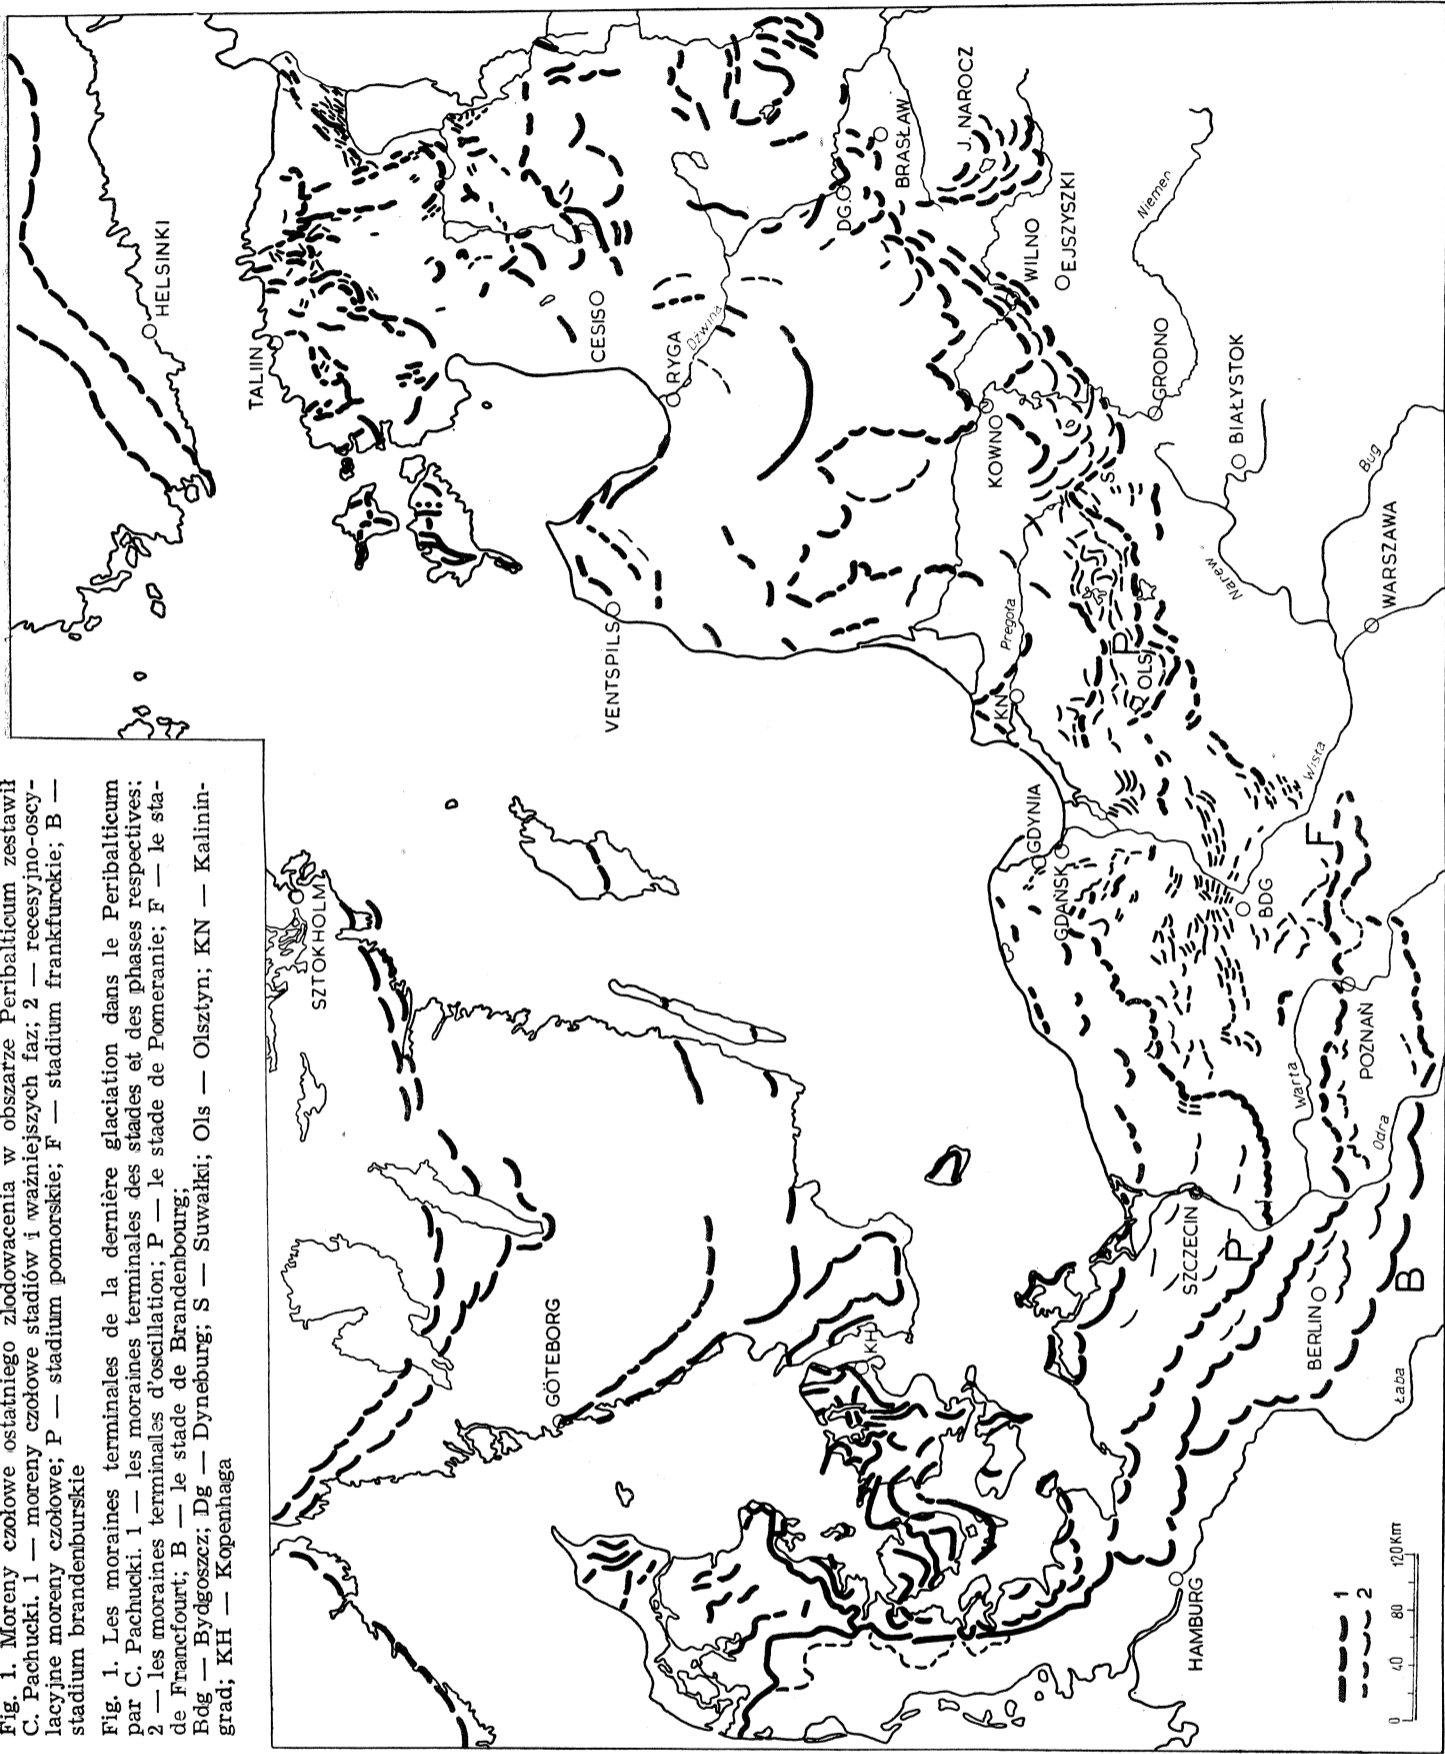 Fig. 1. Moreny czołowe ostatniego zlodowacenia w obszarze Peribalticum zestawił
C. Pachucki. 1 — moreny czołowe stadiów i ważniejszych faz; 2 — recesyjno-oscy-
lacyjne moreny czołowe; P — stadium pomorskie; F — stadium frankfurckie; B —
stadium brandenburskie
Fig. 1. Les moraines terminales de la dernière glaciation dans le Peribalticum
par C. Pachucki. 1 — les moraines terminales des stades et des phases respectives;
2 — les moraines terminales d'oscillation; P — le stade de Pomeranie; F — le sta-
de de Francfourt; B — le stade de Brandenbourg;
Bdg — Bydgoszcz; Dg — Dyneburg; S — Suwałki; Ols — Olsztyn; KN — Kalinin-
grad; KH — Kopenhaga
HELSINKI
TALIIN
SZTOKHOLM
GÖTEBORG
VENTSPILS
CESIS
RYGA
Dźwina
DG.
BRASŁAW
J. NAROCZ
WILNO
EJSZYSZKI
KOWNO
Niemen
GRODNO
BIAŁYSTOK
S
Pregoła
KN
P
OLS
Narew
Bug
WARSZAWA
Wisła
GDYNIA
GDAŃSK
BDG
F
POZNAŃ
Warta
Odra
SZCZECIN
P
BERLIN
B
Łaba
KH
HAMBURG
1
2
0 40 80 120 Km